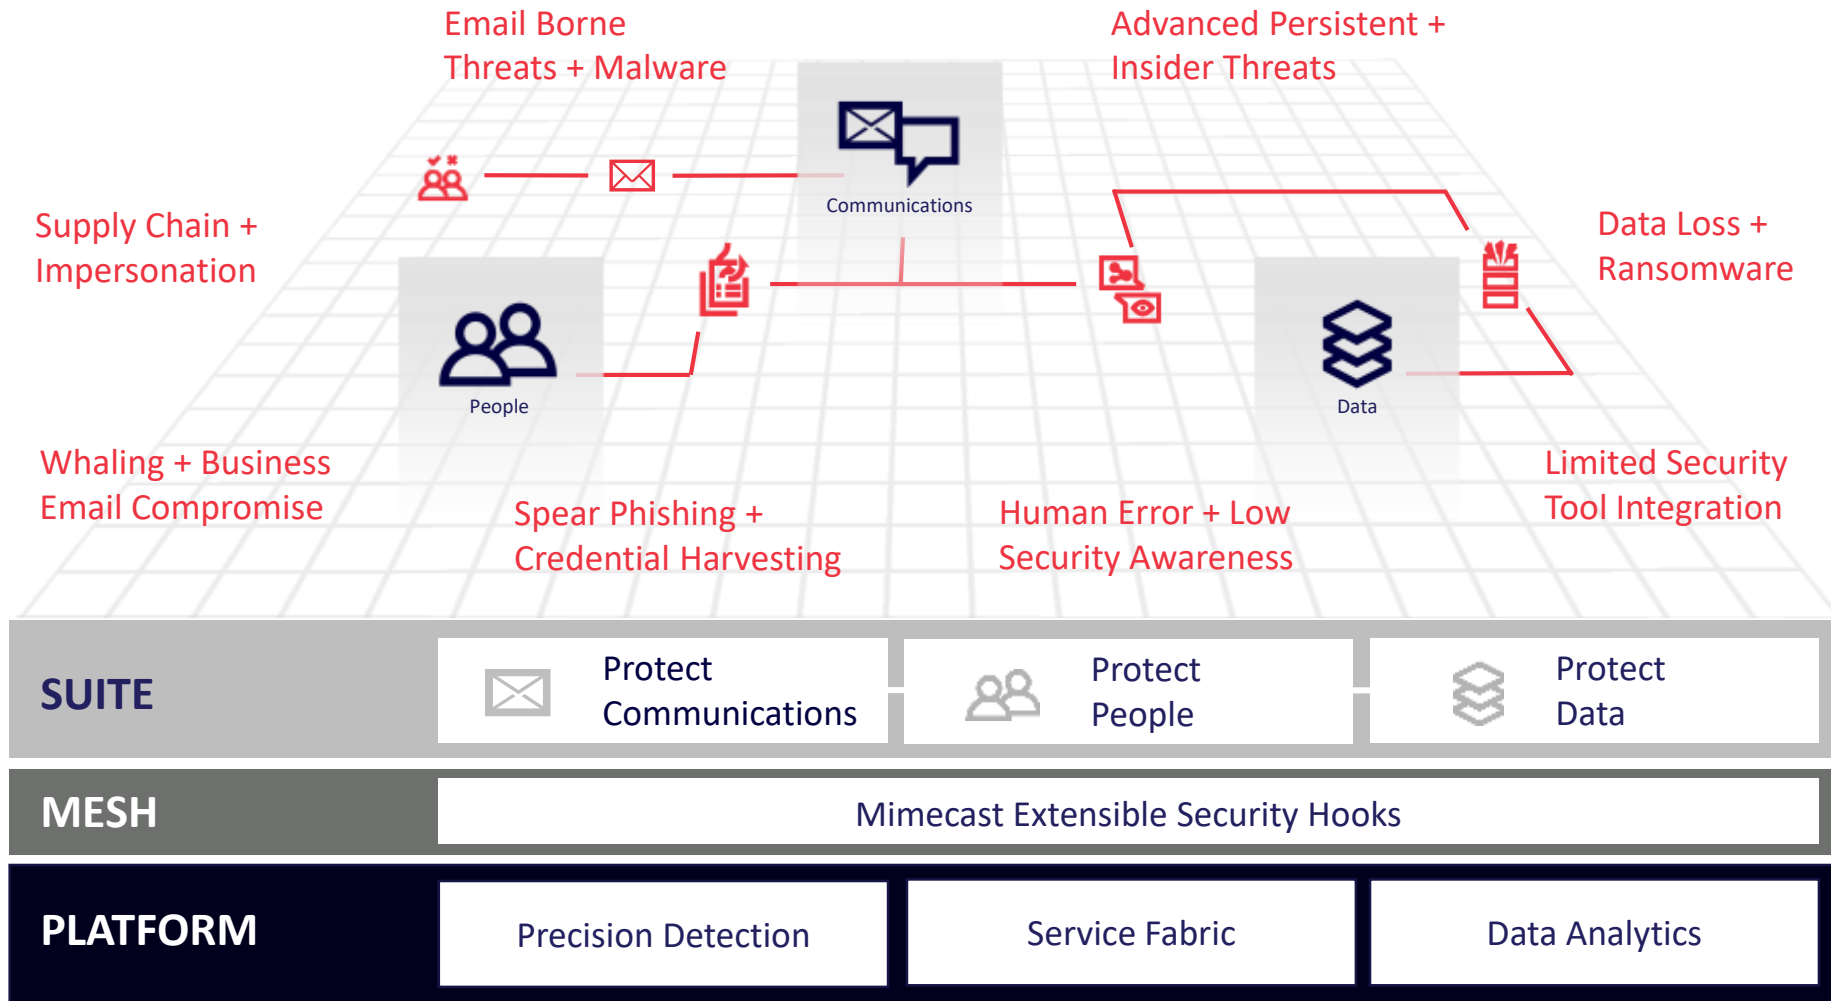 Email Borne
Threats + Malware
Advanced Persistent +
Insider Threats
Communications
Supply Chain +
Impersonation
Data Loss +
Ransomware
People
Data
Whaling + Business
Email Compromise
Spear Phishing +
Credential Harvesting
Human Error + Low
Security Awareness
Limited Security
Tool Integration
SUITE
Protect
Communications
Protect
People
Protect
Data
MESH
Mimecast Extensible Security Hooks
PLATFORM
Precision Detection
Service Fabric
Data Analytics